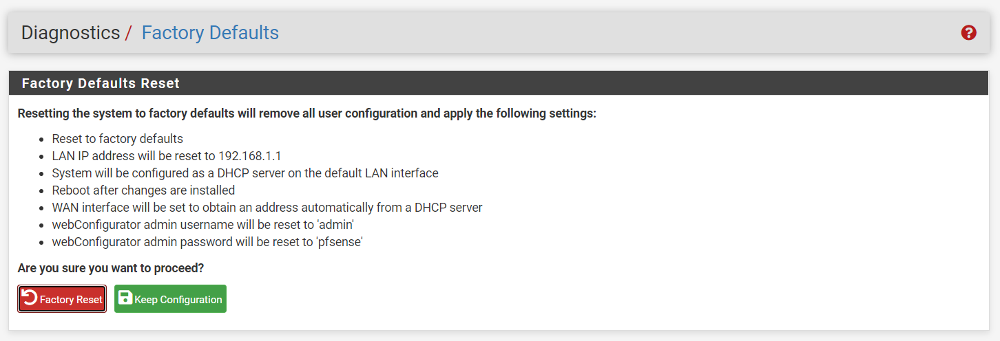 Diagnostics / Factory Defaults
Factory Defaults Reset
Resetting the system to factory defaults will remove all user configuration and apply the following settings:
Reset to factory defaults
LAN IP address will be reset to 192.168.1.1
System will be configured as a DHCP server on the default LAN interface
Reboot after changes are installed
WAN interface will be set to obtain an address automatically from a DHCP server
webConfigurator admin username will be reset to 'admin'
webConfigurator admin password will be reset to 'pfsense'
Are you sure you want to proceed?
Factory Reset Keep Configuration